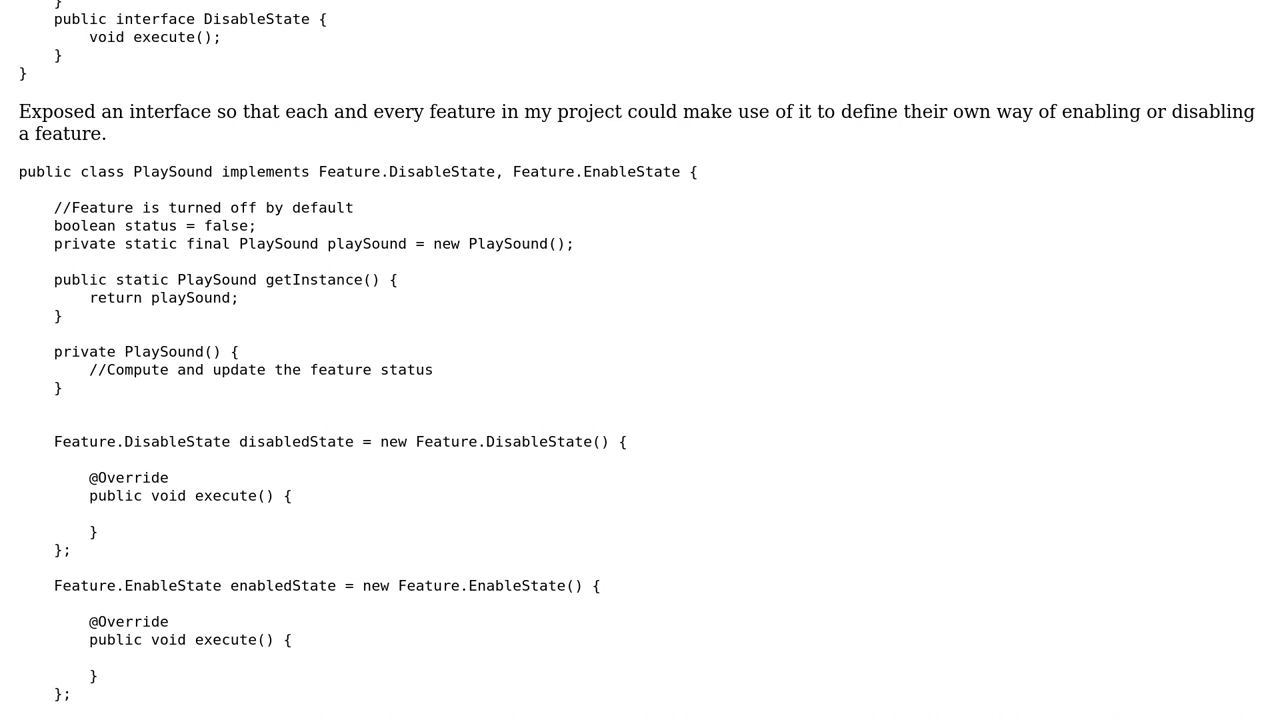 }
    public interface DisableState {
        void execute();
    }
}
Exposed an interface so that each and every feature in my project could make use of it to define their own way of enabling or disabling
a feature.
public class PlaySound implements Feature.DisableState, Feature.EnableState {
    //Feature is turned off by default
    boolean status = false;
    private static final PlaySound playSound = new PlaySound();
    public static PlaySound getInstance() {
        return playSound;
    }
    private PlaySound() {
        //Compute and update the feature status
    }
    Feature.DisableState disabledState = new Feature.DisableState() {
        @Override
        public void execute() {
        }
    };
    Feature.EnableState enabledState = new Feature.EnableState() {
        @Override
        public void execute() {
        }
    };